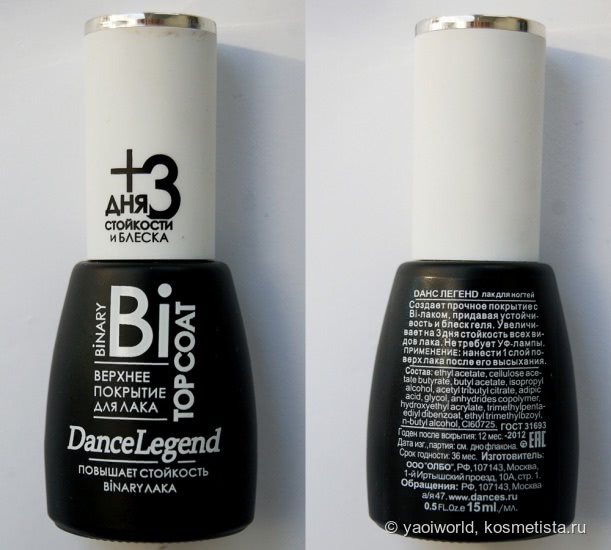 +3
ДНЯ
СТОЙКОСТИ
И БЛЕСКА
BiNARY
Bi
TOPCOAT
ВЕРХНЕЕ
ПОКРЫТИЕ
ДЛЯ ЛАКА
DanceLegend
ПОВЫШАЕТ СТОЙКОСТЬ
BiNARYЛАКА
DАНС ЛЕГЕНD лак для ногтей
Создает прочное покрытие с
Bi-лаком, придавая устойчи-
вость и блеск геля. Увеличи-
вает на 3 дня стойкость всех ви-
дов лака. Не требует УФ-лампы.
ПРИМЕНЕНИЕ: нанести 1 слой по-
верх лака после его высыхания.
Состав: ethyl acetate, cellulose ace-
tate butyrate, butyl acetate, isopropyl
alcohol, acetyl tributyl citrate, adipic
acid, glycol, anhydrides copolymer,
hydroxyethyl acrylate, trimethylpenta-
ediyl dibenzoat, ethyl trimethylbzoyl,
n-butyl alcohol, CI60725. ГОСТ 31693
Годен после вскрытия: 12 мес. -2012 EAC
Дата изг., партия: см. дно флакона.
Срок годности: 36 мес. Изготовитель:
ООО "ОЛБО", РФ, 107143, Москва,
1-й Иртышский проезд, 10А, стр. 1.
Обращения: РФ, 107143, Москва
а/я47. www.dances.ru
0.5 Fl.Oz.e 15 ml./МЛ.
© yaoiworld, kosmetista.ru